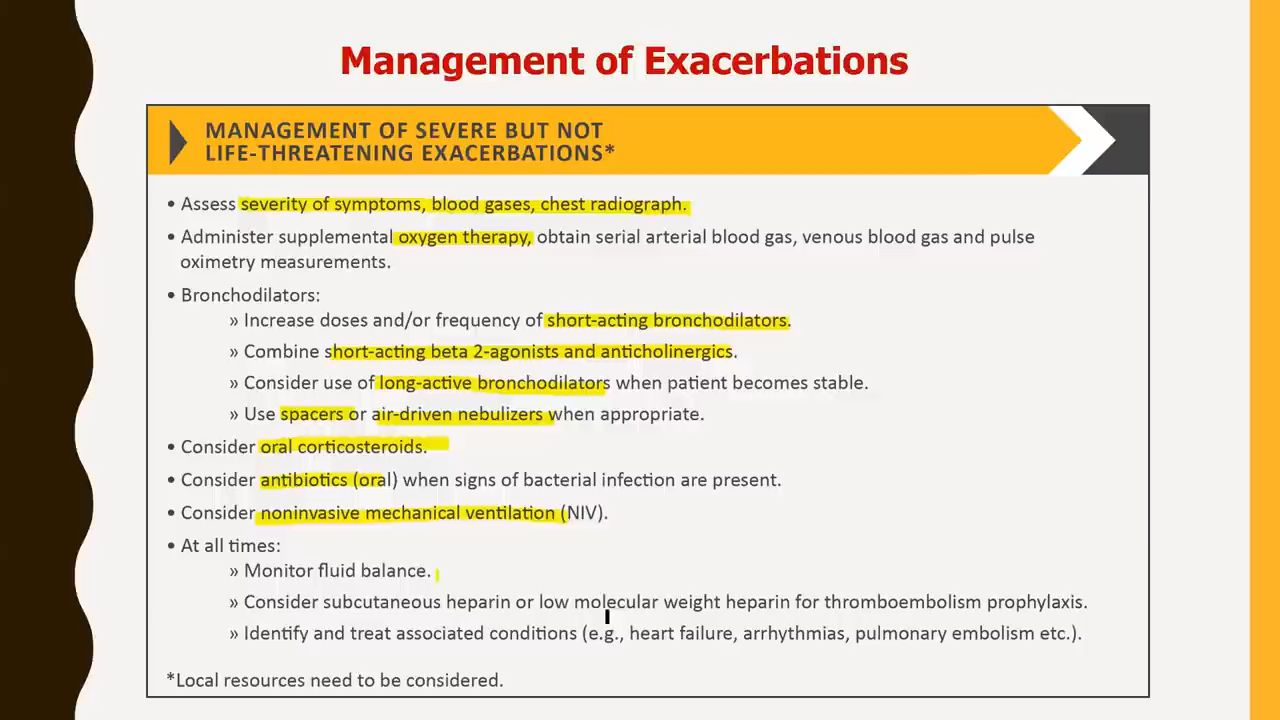 Management of Exacerbations
MANAGEMENT OF SEVERE BUT NOT
LIFE-THREATENING EXACERBATIONS*
• Assess severity of symptoms, blood gases, chest radiograph.
• Administer supplemental oxygen therapy, obtain serial arterial blood gas, venous blood gas and pulse
oximetry measurements.
• Bronchodilators:
» Increase doses and/or frequency of short-acting bronchodilators.
» Combine short-acting beta 2-agonists and anticholinergics.
» Consider use of long-active bronchodilators when patient becomes stable.
» Use spacers or air-driven nebulizers when appropriate.
• Consider oral corticosteroids.
• Consider antibiotics (oral) when signs of bacterial infection are present.
• Consider noninvasive mechanical ventilation (NIV).
• At all times:
» Monitor fluid balance.
» Consider subcutaneous heparin or low molecular weight heparin for thromboembolism prophylaxis.
» Identify and treat associated conditions (e.g., heart failure, arrhythmias, pulmonary embolism etc.).
*Local resources need to be considered.